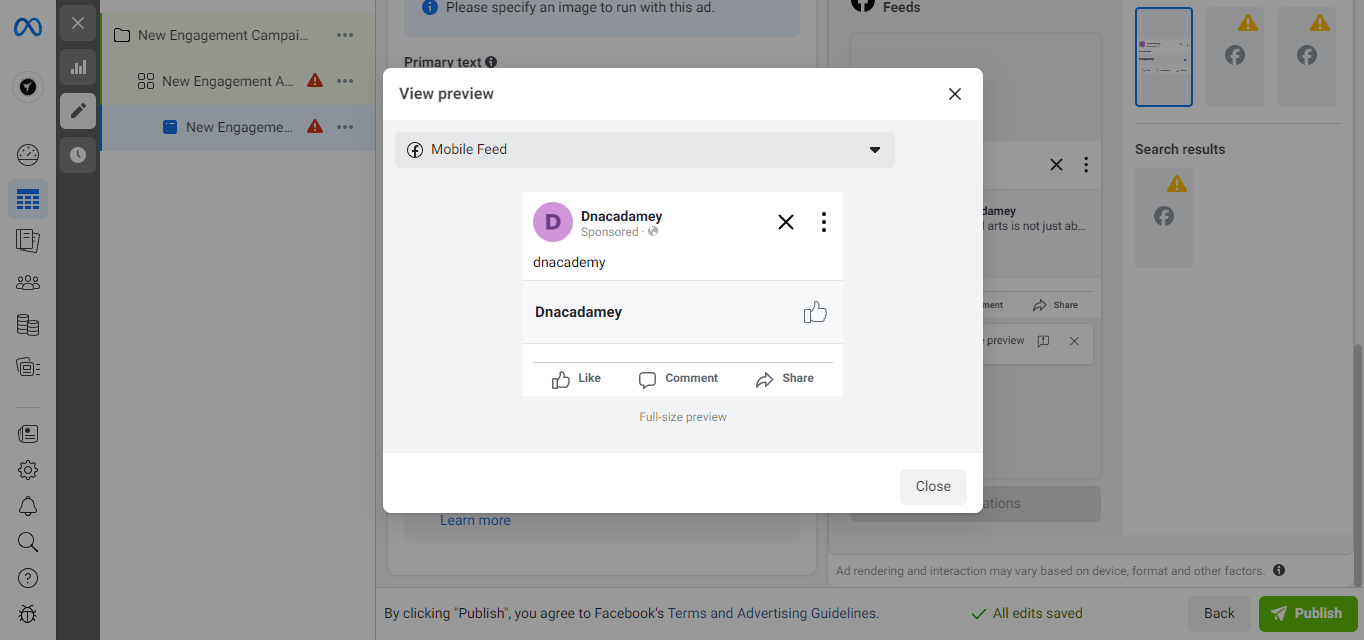 New Engagement Campai...
New Engagement A...
New Engageme...
Please specify an image to run with this ad.
Primary text
Feeds
View preview
Mobile Feed
D
Dnacadamey
Sponsored ·
dnacademy
Dnacadamey
Like
Comment
Share
Full-size preview
Close
Learn more
damey
l arts is not just ab...
ment
Share
e preview
ations
Search results
Ad rendering and interaction may vary based on device, format and other factors.
By clicking "Publish", you agree to Facebook's Terms and Advertising Guidelines.
All edits saved
Back
Publish